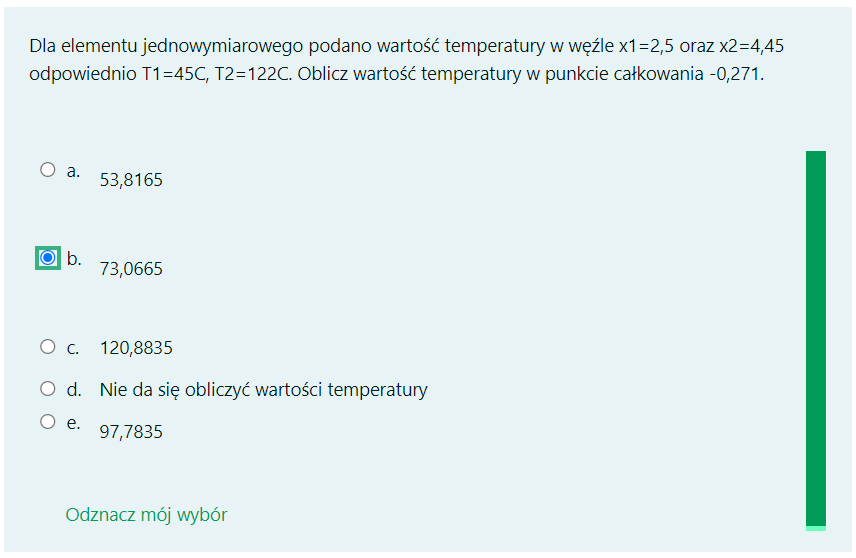 Dla elementu jednowymiarowego podano wartość temperatury w węźle x1=2,5 oraz x2=4,45
odpowiednio T1=45C, T2=122C. Oblicz wartość temperatury w punkcie całkowania -0,271.
a. 53,8165
b. 73,0665
c. 120,8835
d. Nie da się obliczyć wartości temperatury
e. 97,7835
Odznacz mój wybór